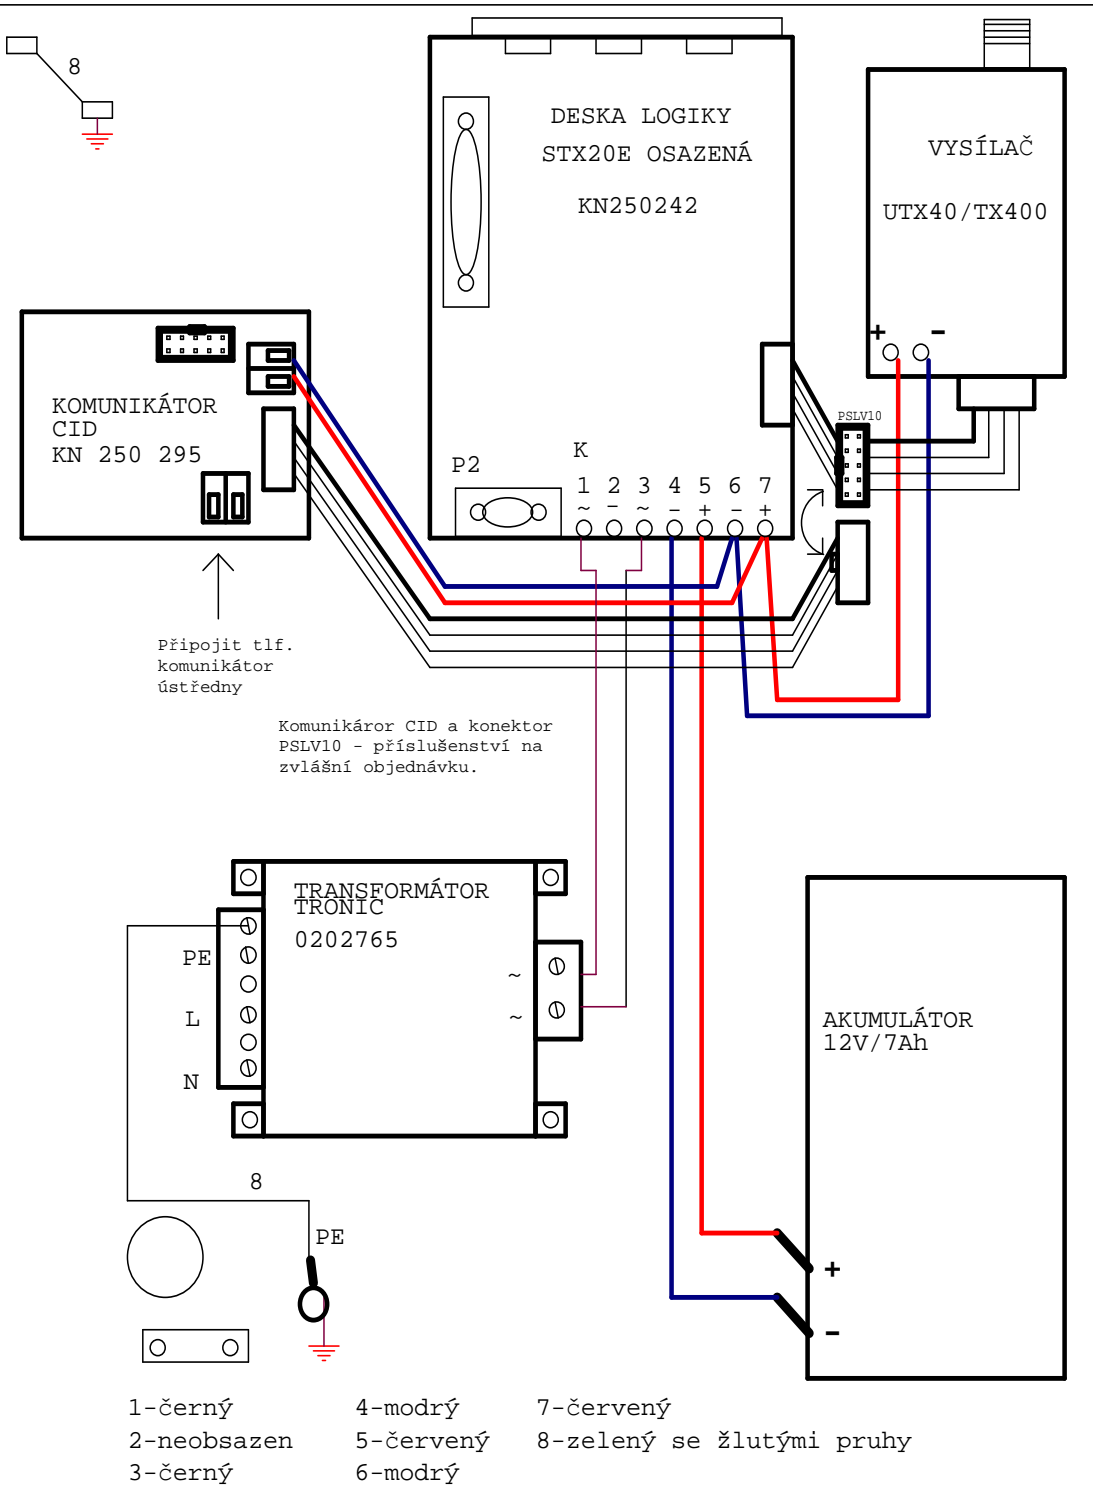 8
DESKA LOGIKY
STX20E OSAZENÁ
KN250242
VYSÍLAČ
UTX40/TX400
+ -
KOMUNIKÁTOR
CID
KN 250 295
PSLV10
P2
K
1 2 3 4 5 6 7
~ - ~ - + - +
Připojit tlf.
komunikátor
ústředny
Komunikáror CID a konektor
PSLV10 - příslušenství na
zvlášní objednávku.
TRANSFORMÁTOR
TRONIC
0202765
PE
L
N
~
~
AKUMULÁTOR
12V/7Ah
8
PE
+
-
1-černý 4-modrý 7-červený
2-neobsazen 5-červený 8-zelený se žlutými pruhy
3-černý 6-modrý